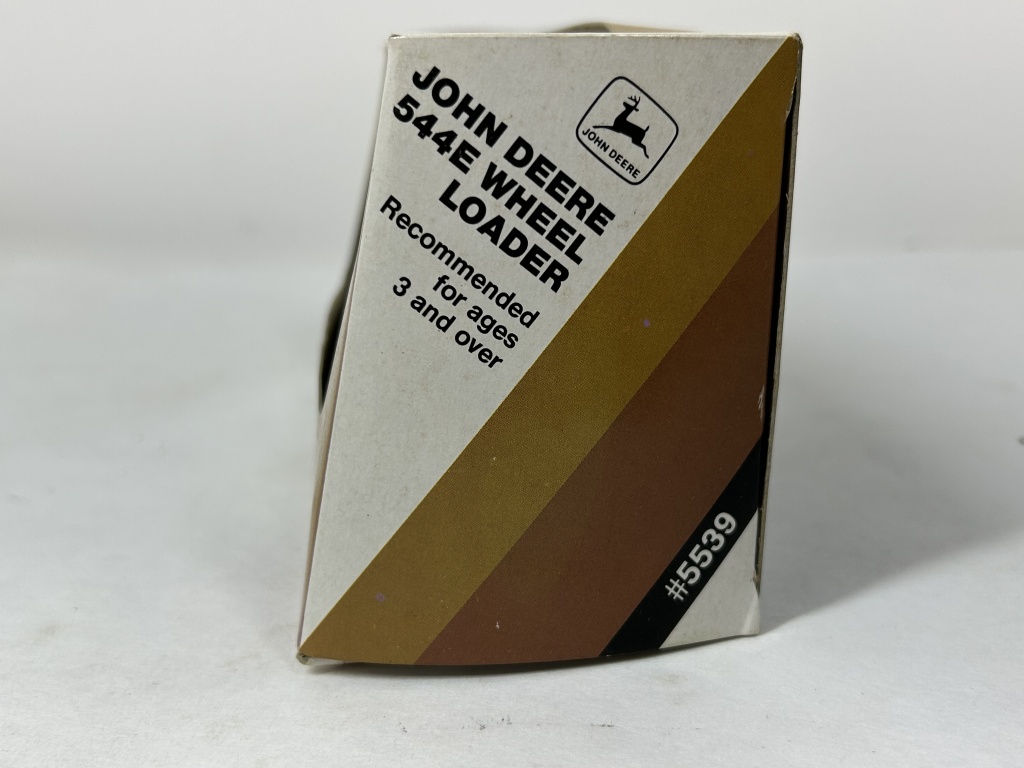 JOHN DEERE
544E WHEEL
LOADER
Recommended
for ages
3 and over
JOHN DEERE
#5539